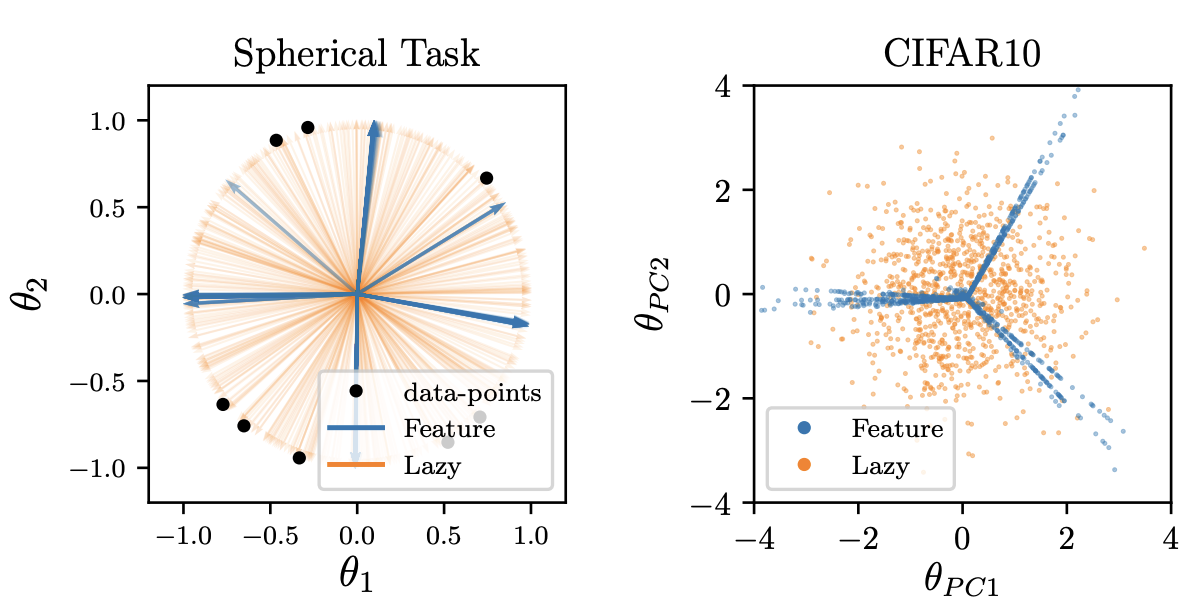 Spherical Task
1.0
0.5
0.0
−0.5
−1.0
θ2
−1.0 −0.5 0.0 0.5 1.0
θ1
data-points
Feature
Lazy
CIFAR10
4
2
0
−2
−4
θPC2
−4 −2 0 2 4
θPC1
Feature
Lazy